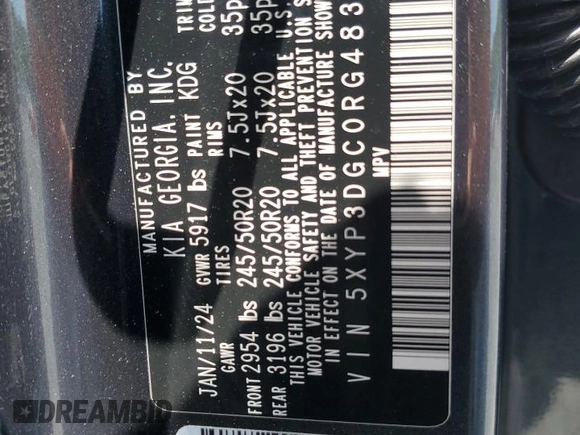 MANUFACTURED BY
KIA GEORGIA, INC.
JAN/11/24 GVWR 5917 lbs PAINT KDG TRIM
GAWR TIRES RIMS COLD
FRONT 2954 lbs 245/50R20 7.5Jx20 35p
REAR 3196 lbs 245/50R20 7.5Jx20 35p
THIS VEHICLE CONFORMS TO ALL APPLICABLE U.S.
MOTOR VEHICLE SAFETY AND THEFT PREVENTION S
IN EFFECT ON THE DATE OF MANUFACTURE SHOW
VIN 5XYP3DGC0RG483
MPV
DREAMBID